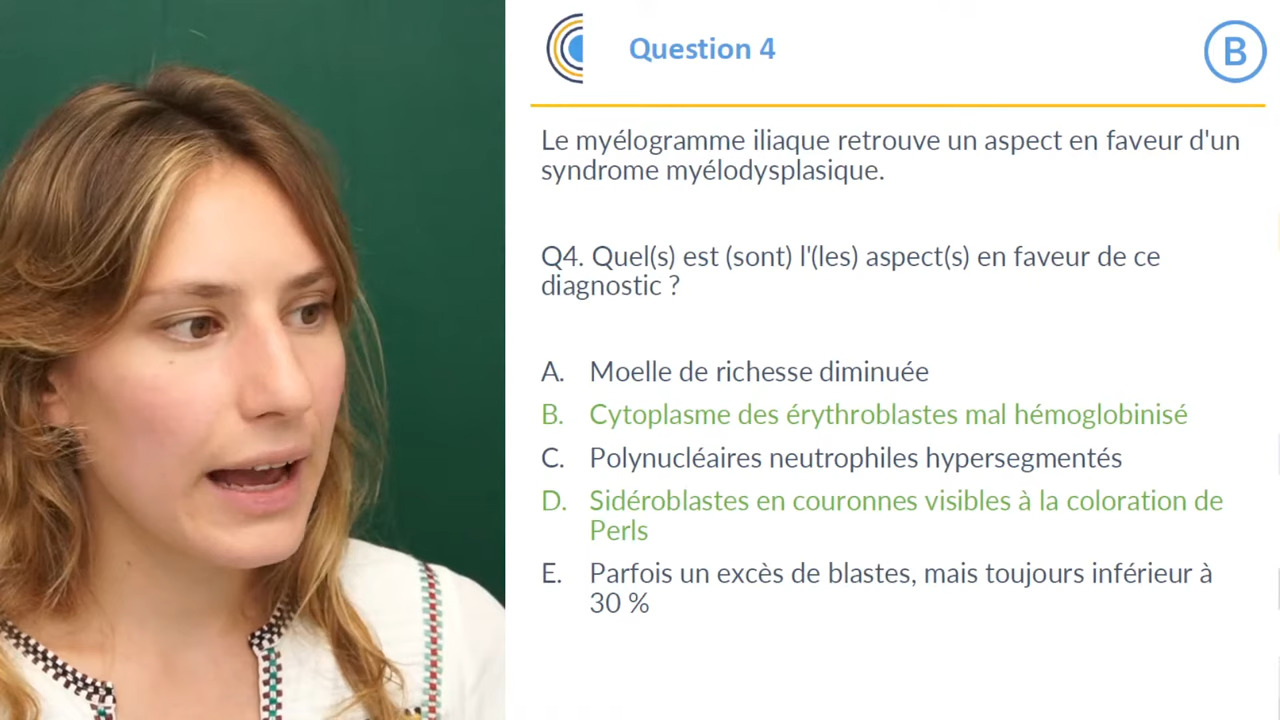 Question 4
B
Le myélogramme iliaque retrouve un aspect en faveur d'un
syndrome myélodysplasique.
Q4. Quel(s) est (sont) l'(les) aspect(s) en faveur de ce
diagnostic ?
A. Moelle de richesse diminuée
B. Cytoplasme des érythroblastes mal hémoglobinisé
C. Polynucléaires neutrophiles hypersegmentés
D. Sidéroblastes en couronnes visibles à la coloration de
Perls
E. Parfois un excès de blastes, mais toujours inférieur à
30 %